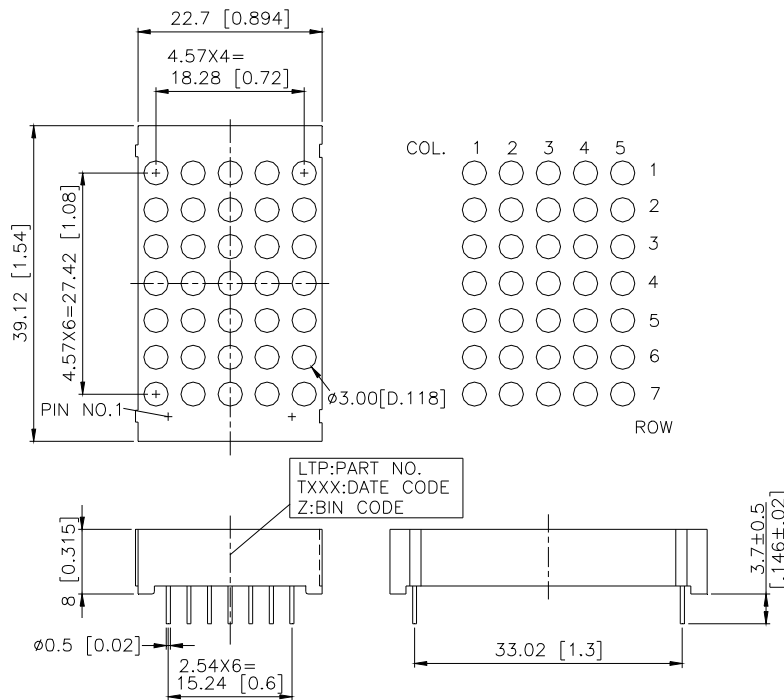 22.7 [0.894]
4.57X4=
18.28 [0.72]
39.12 [1.54]
4.57X6=27.42 [1.08]
PIN NO.1
ø3.00[D.118]
COL. 1 2 3 4 5
1
2
3
4
5
6
7
ROW
LTP:PART NO.
TXXX:DATE CODE
Z:BIN CODE
8 [0.315]
ø0.5 [0.02]
2.54X6=
15.24 [0.6]
33.02 [1.3]
3.7±0.5
[.146±.02]